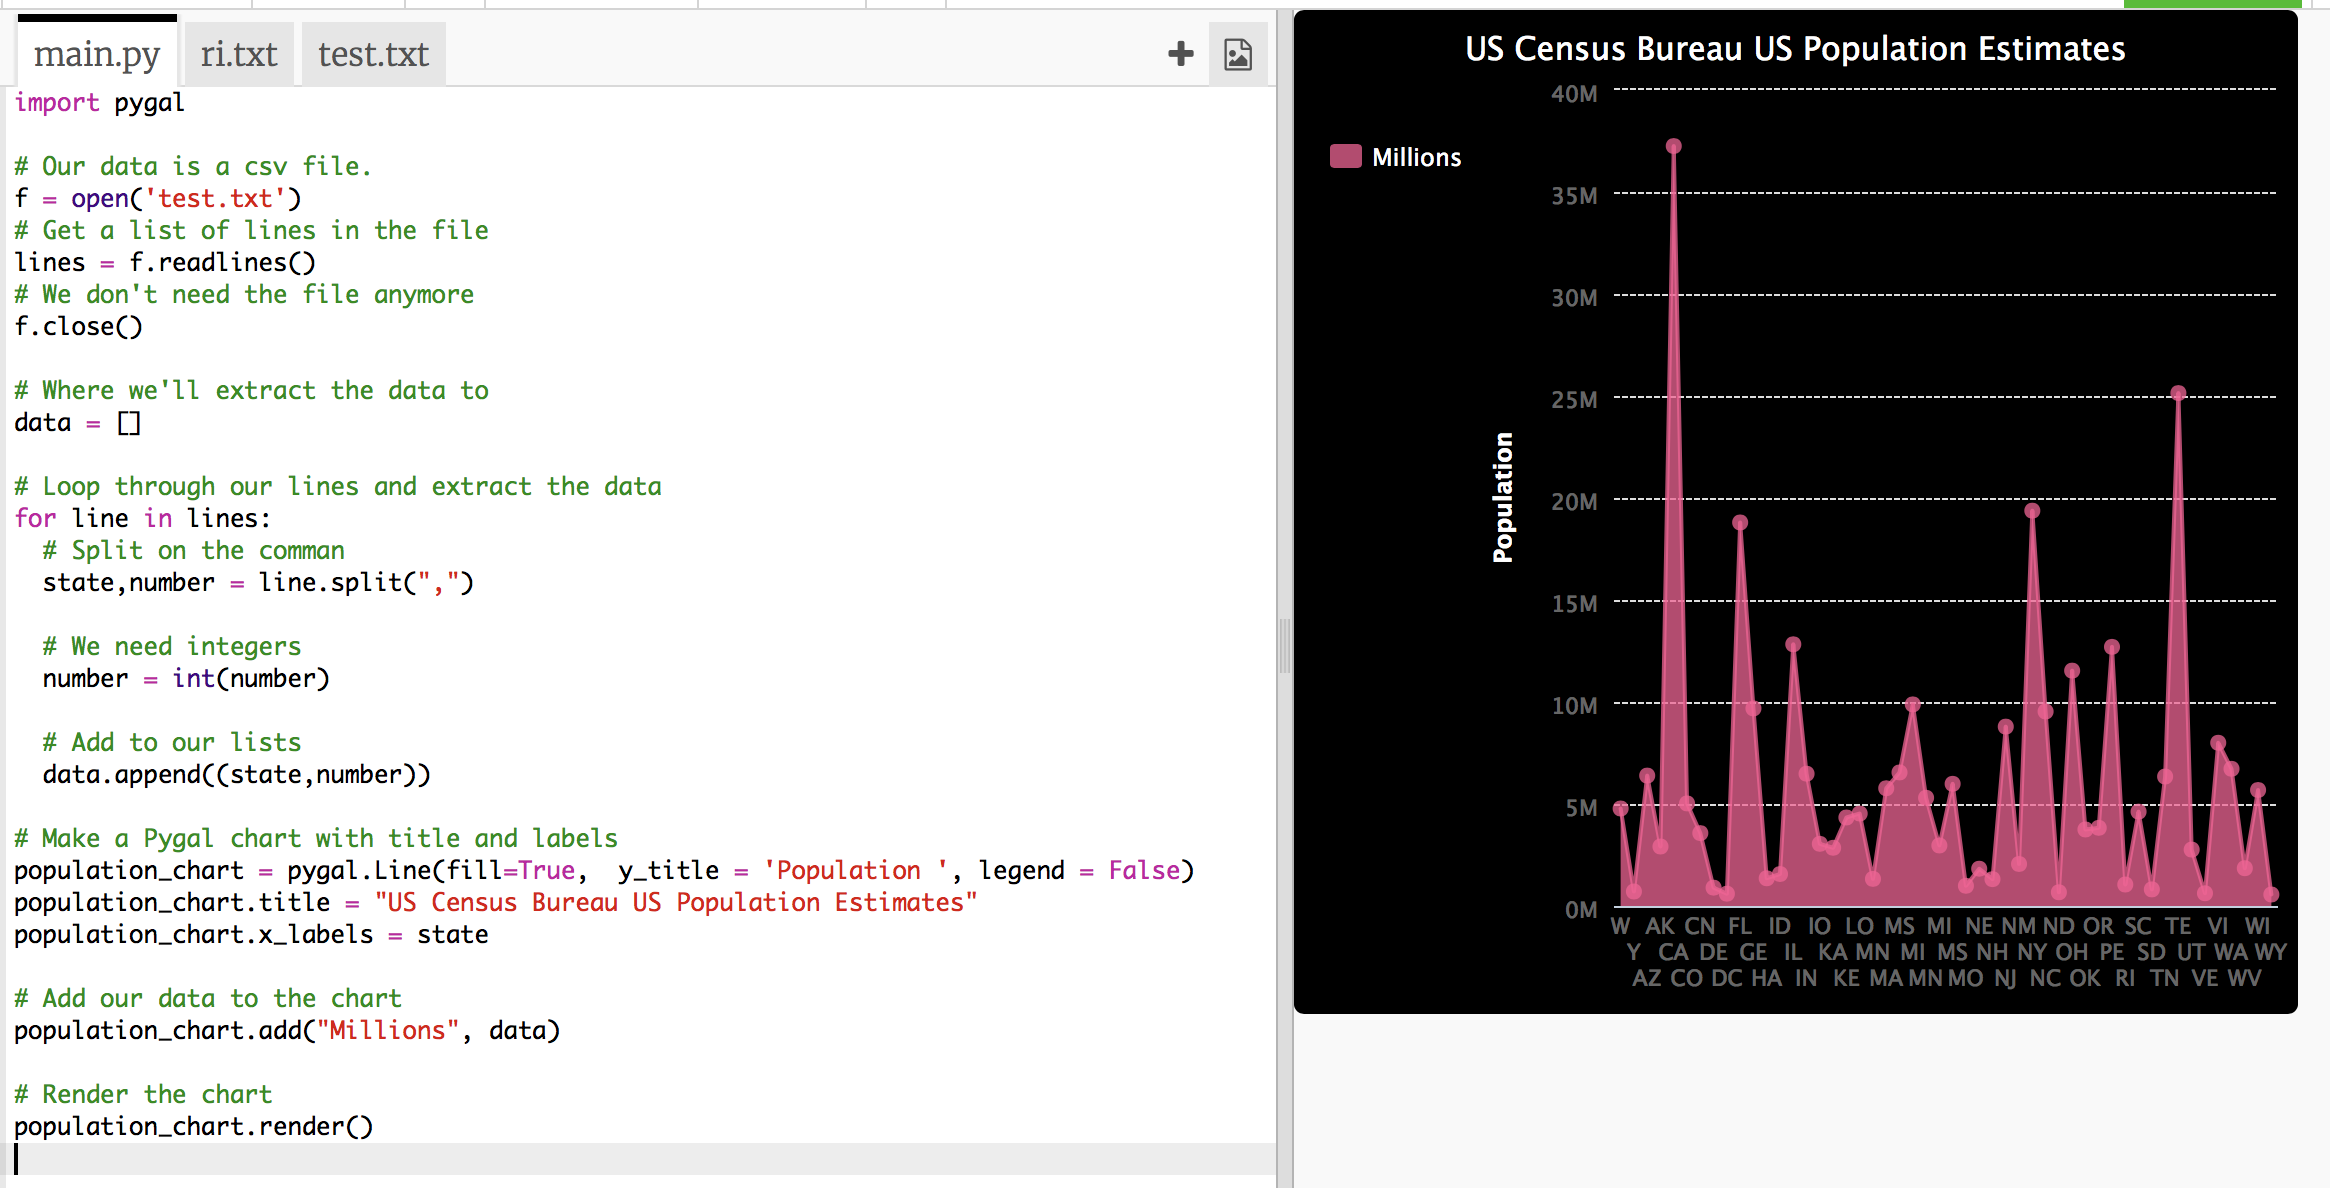 main.py
ri.txt
test.txt
import pygal
# Our data is a csv file.
f = open('test.txt')
# Get a list of lines in the file
lines = f.readlines()
# We don't need the file anymore
f.close()
# Where we'll extract the data to
data = []
# Loop through our lines and extract the data
for line in lines:
# Split on the comman
state,number = line.split(",")
# We need integers
number = int(number)
# Add to our lists
data.append((state,number))
# Make a Pygal chart with title and labels
population_chart = pygal.Line(fill=True,  y_title = 'Population ', legend = False)
population_chart.title = "US Census Bureau US Population Estimates"
population_chart.x_labels = state
# Add our data to the chart
population_chart.add("Millions", data)
# Render the chart
population_chart.render()
US Census Bureau US Population Estimates
Millions
Population
40M
35M
30M
25M
20M
15M
10M
5M
0M
W AK CN FL ID IO LO MS MI NE NM ND OR SC TE VI WI
Y CA DE GE IL KA MN MI MS NH NY OH PE SD UT WA WY
AZ CO DC HA IN KE MA MN MO NJ NC OK RI TN VE WV